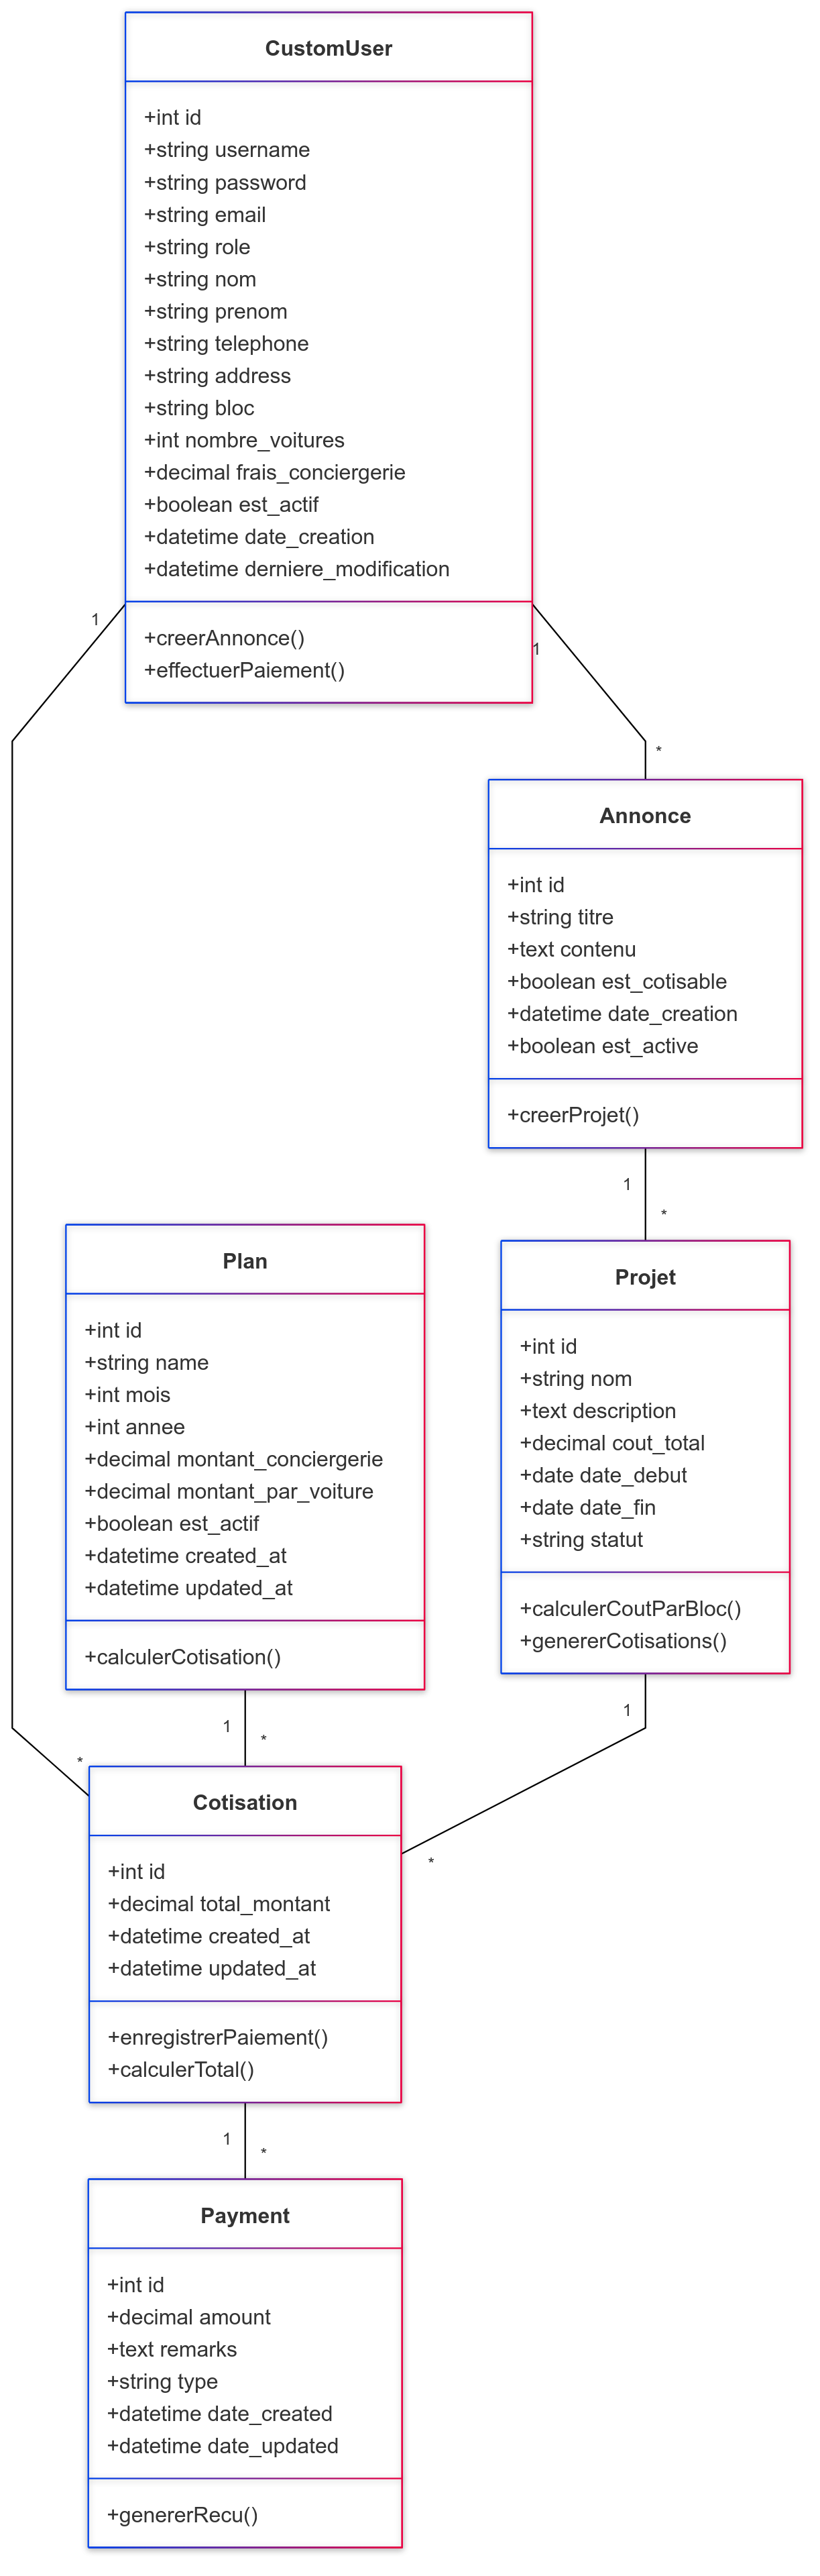 CustomUser
+int id
+string username
+string password
+string email
+string role
+string nom
+string prenom
+string telephone
+string address
+string bloc
+int nombre_voitures
+decimal frais_conciergerie
+boolean est_actif
+datetime date_creation
+datetime derniere_modification
+creerAnnonce()
+effectuerPaiement()
1
1
*
Annonce
+int id
+string titre
+text contenu
+boolean est_cotisable
+datetime date_creation
+boolean est_active
+creerProjet()
1
*
Plan
+int id
+string name
+int mois
+int annee
+decimal montant_conciergerie
+decimal montant_par_voiture
+boolean est_actif
+datetime created_at
+datetime updated_at
+calculerCotisation()
Projet
+int id
+string nom
+text description
+decimal cout_total
+date date_debut
+date date_fin
+string statut
+calculerCoutParBloc()
+genererCotisations()
1
1
*
*
*
Cotisation
+int id
+decimal total_montant
+datetime created_at
+datetime updated_at
+enregistrerPaiement()
+calculerTotal()
1
*
Payment
+int id
+decimal amount
+text remarks
+string type
+datetime date_created
+datetime date_updated
+genererRecu()